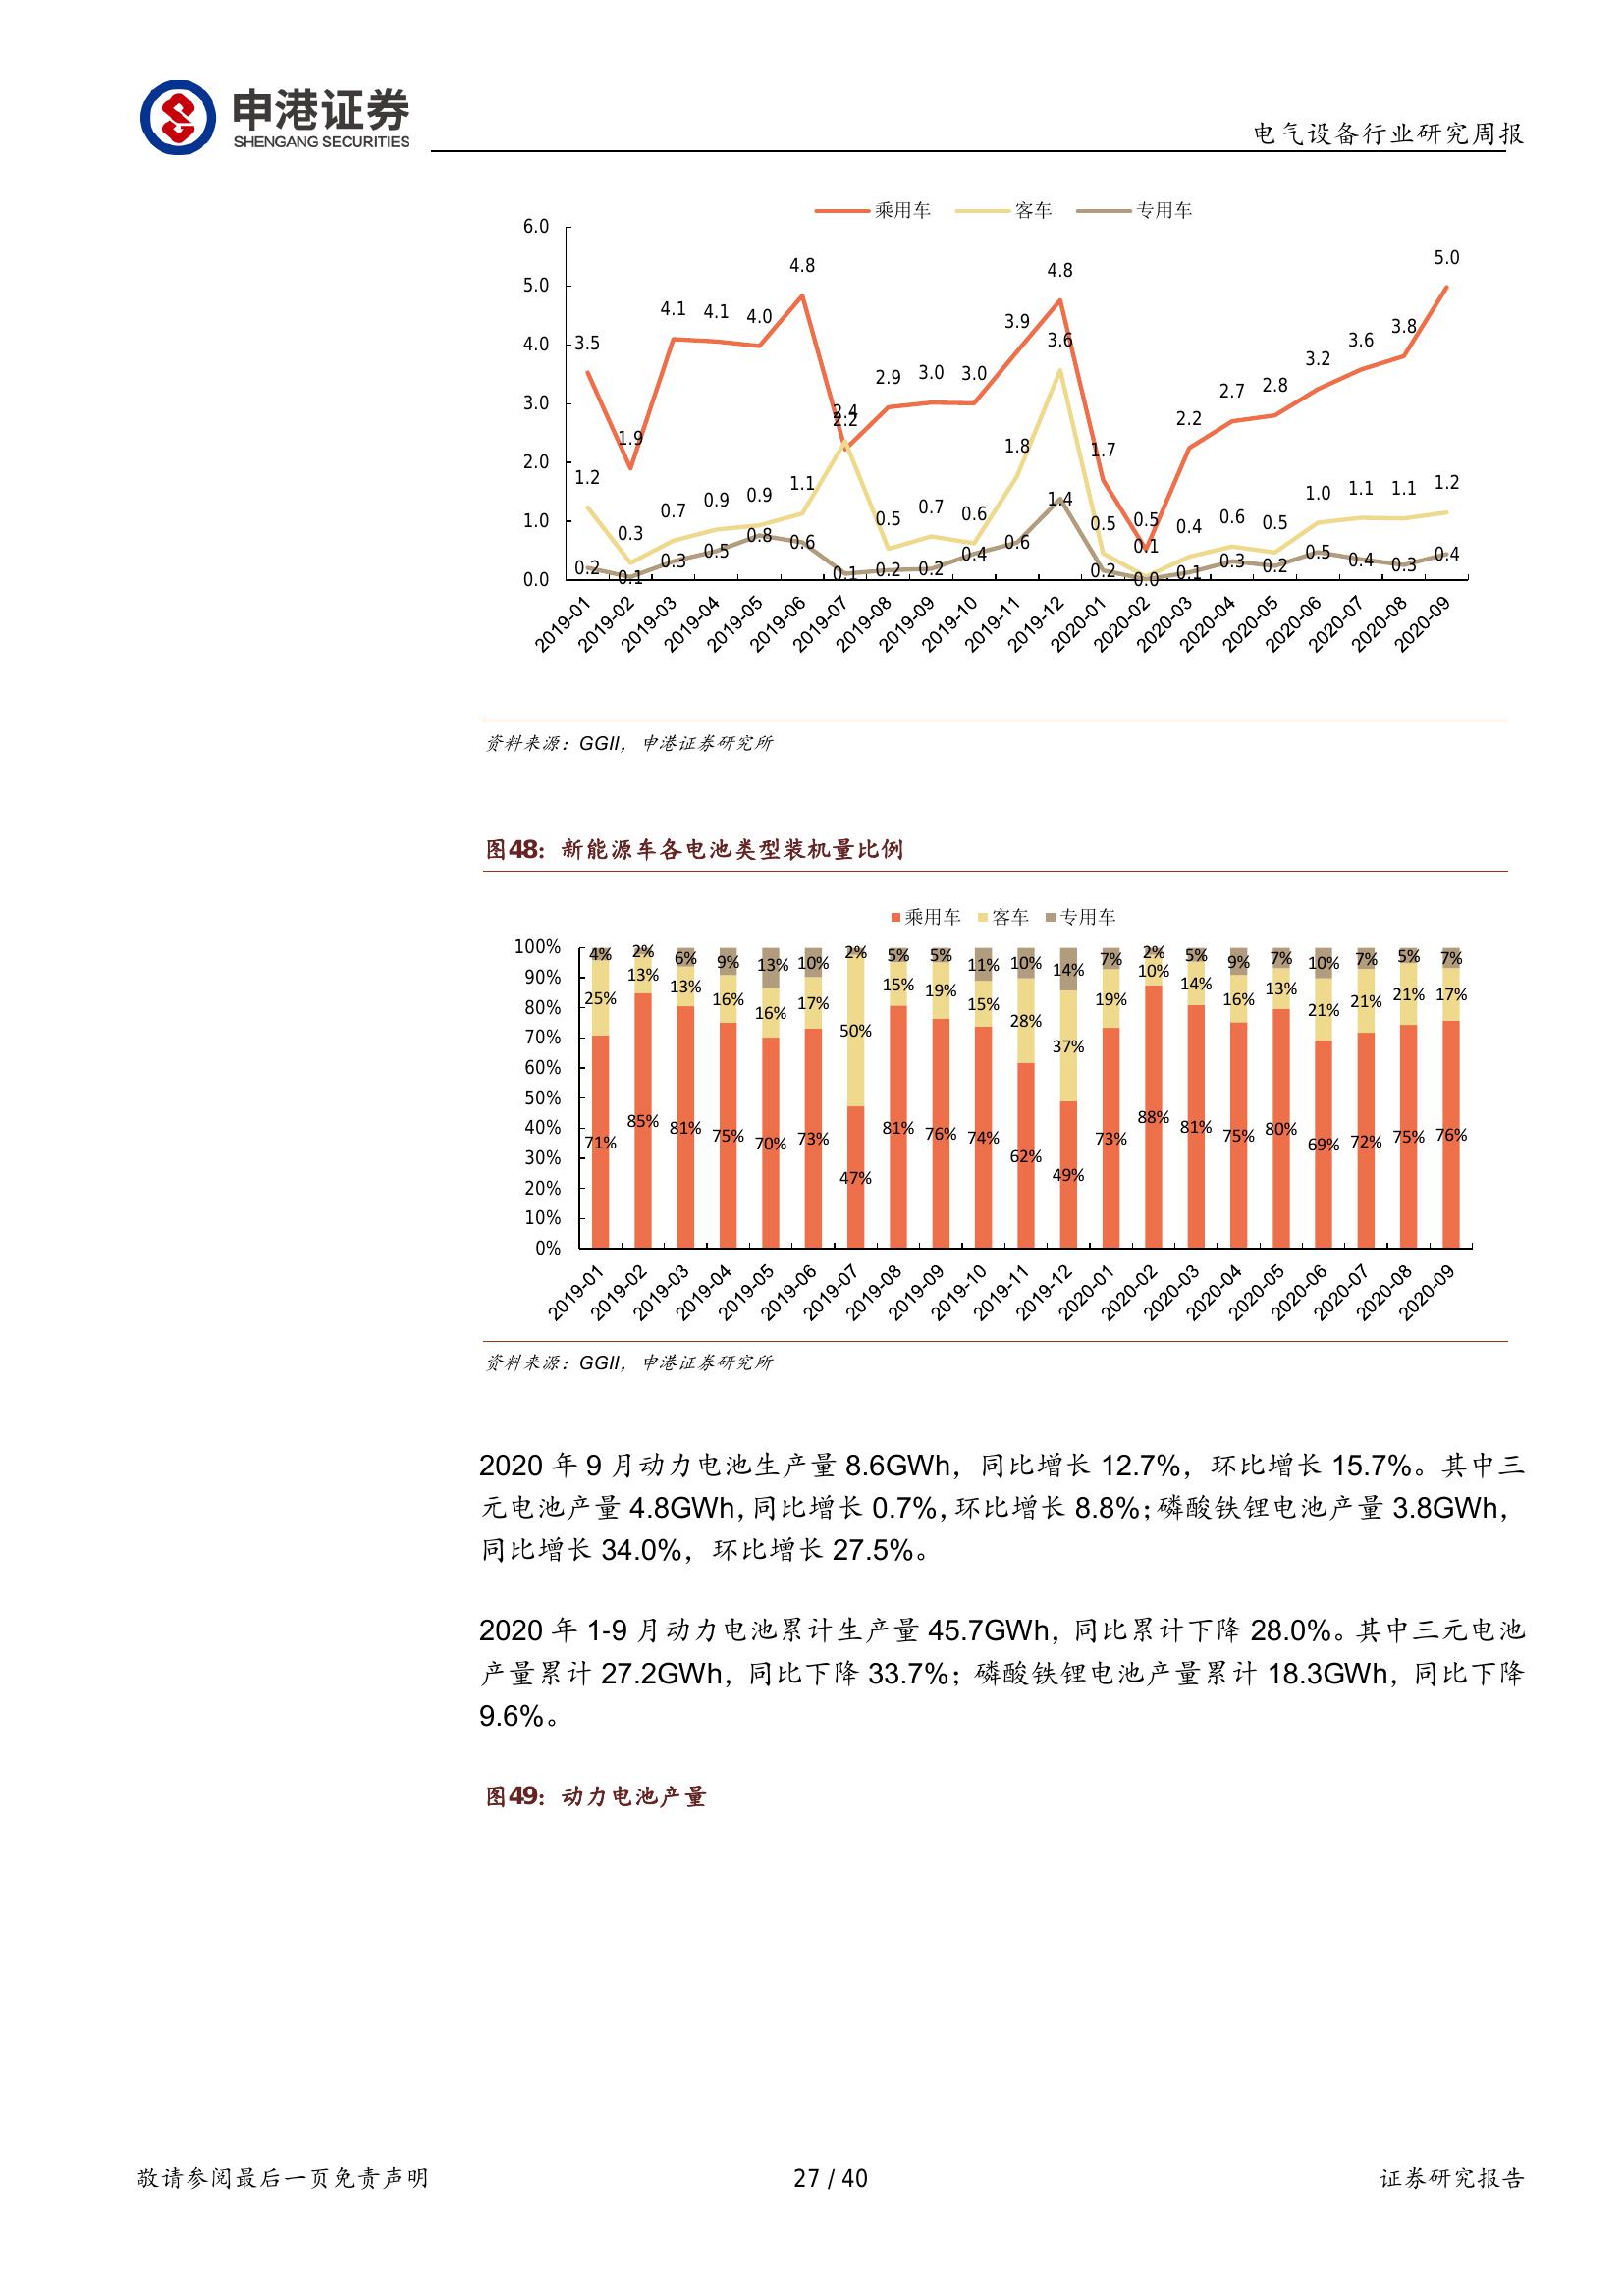 申港证券
SHENGANG SECURITIES
电气设备行业研究周报
乘用车 客车 专用车
6.0
5.0
4.0
3.0
2.0
1.0
0.0
3.5 1.9 4.1 4.1 4.0 4.8 2.2 2.9 3.0 3.0 3.9 4.8 1.7 0.5 2.2 2.7 2.8 3.2 3.6 3.8 5.0
1.2 0.3 0.7 0.9 0.9 1.1 2.4 0.5 0.7 0.6 1.8 3.6 0.5 0.1 0.4 0.6 0.5 1.0 1.1 1.1 1.2
0.2 0.1 0.3 0.5 0.8 0.6 0.1 0.2 0.2 0.4 0.6 1.4 0.2 0.0 0.1 0.3 0.2 0.5 0.4 0.3 0.4
2019-01 2019-02 2019-03 2019-04 2019-05 2019-06 2019-07 2019-08 2019-09 2019-10 2019-11 2019-12 2020-01 2020-02 2020-03 2020-04 2020-05 2020-06 2020-07 2020-08 2020-09
资料来源：GGII，申港证券研究所
图48：新能源车各电池类型装机量比例
乘用车 客车 专用车
100%
90%
80%
70%
60%
50%
40%
30%
20%
10%
0%
4% 2% 6% 9% 13% 10% 2% 5% 5% 11% 10% 14% 7% 2% 5% 9% 7% 10% 7% 5% 7%
25% 13% 13% 16% 16% 17% 50% 15% 19% 15% 28% 37% 19% 10% 14% 16% 13% 21% 21% 21% 17%
71% 85% 81% 75% 70% 73% 47% 81% 76% 74% 62% 49% 73% 88% 81% 75% 80% 69% 72% 75% 76%
2019-01 2019-02 2019-03 2019-04 2019-05 2019-06 2019-07 2019-08 2019-09 2019-10 2019-11 2019-12 2020-01 2020-02 2020-03 2020-04 2020-05 2020-06 2020-07 2020-08 2020-09
资料来源：GGII，申港证券研究所
2020 年 9 月动力电池生产量 8.6GWh，同比增长 12.7%，环比增长 15.7%。其中三
元电池产量 4.8GWh，同比增长 0.7%，环比增长 8.8%；磷酸铁锂电池产量 3.8GWh，
同比增长 34.0%，环比增长 27.5%。
2020 年 1-9 月动力电池累计生产量 45.7GWh，同比累计下降 28.0%。其中三元电池
产量累计 27.2GWh，同比下降 33.7%；磷酸铁锂电池产量累计 18.3GWh，同比下降
9.6%。
图49：动力电池产量
敬请参阅最后一页免责声明
27 / 40
证券研究报告